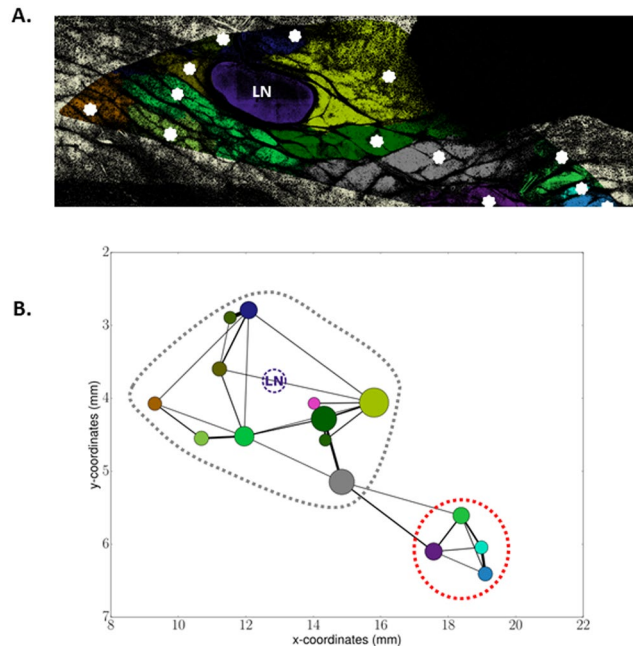 A.
LN
B.
2
3
4
5
6
7
LN
y-coordinates (mm)
8 10 12 14 16 18 20 22
x-coordinates (mm)